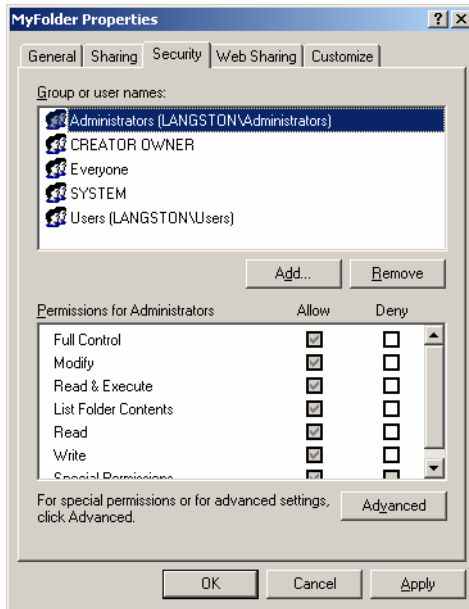 MyFolder Properties
General Sharing Security Web Sharing Customize
Group or user names:
Administrators (LANGSTON\Administrators)
CREATOR OWNER
Everyone
SYSTEM
Users (LANGSTON\Users)
Add... Remove
Permissions for Administrators Allow Deny
Full Control
Modify
Read & Execute
List Folder Contents
Read
Write
Special Permissions
For special permissions or for advanced settings,
click Advanced.
Advanced
OK Cancel Apply